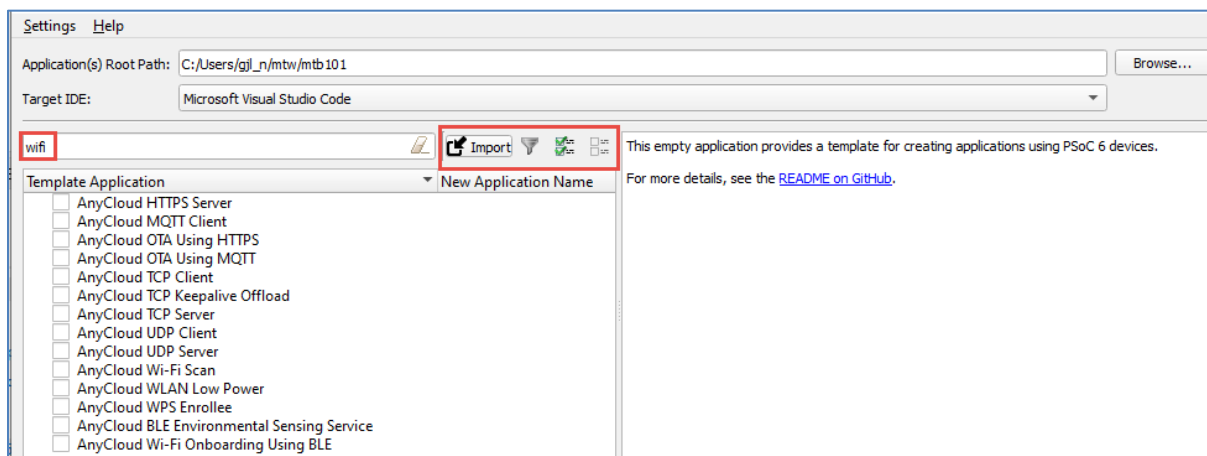 Settings Help
Application(s) Root Path: C:/Users/gjl_n/mtw/mtb101 Browse...
Target IDE: Microsoft Visual Studio Code
wifi Import This empty application provides a template for creating applications using PSoC 6 devices.
Template Application New Application Name For more details, see the README on GitHub.
AnyCloud HTTPS Server
AnyCloud MQTT Client
AnyCloud OTA Using HTTPS
AnyCloud OTA Using MQTT
AnyCloud TCP Client
AnyCloud TCP Keepalive Offload
AnyCloud TCP Server
AnyCloud UDP Client
AnyCloud UDP Server
AnyCloud Wi-Fi Scan
AnyCloud WLAN Low Power
AnyCloud WPS Enrollee
AnyCloud BLE Environmental Sensing Service
AnyCloud Wi-Fi Onboarding Using BLE